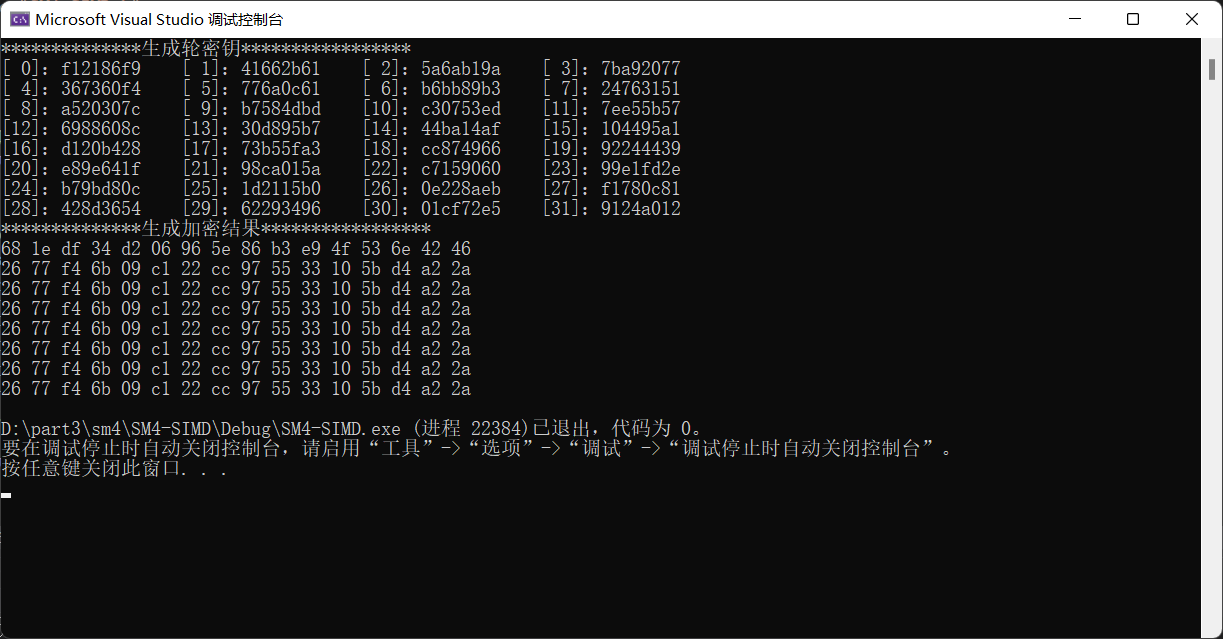 Microsoft Visual Studio 调试控制台
**************生成轮密钥*****************
[ 0]: f12186f9    [ 1]: 41662b61    [ 2]: 5a6ab19a    [ 3]: 7ba92077
[ 4]: 367360f4    [ 5]: 776a0c61    [ 6]: b6bb89b3    [ 7]: 24763151
[ 8]: a520307c    [ 9]: b7584dbd    [10]: c30753ed    [11]: 7ee55b57
[12]: 6988608c    [13]: 30d895b7    [14]: 44ba14af    [15]: 104495a1
[16]: d120b428    [17]: 73b55fa3    [18]: cc874966    [19]: 92244439
[20]: e89e641f    [21]: 98ca015a    [22]: c7159060    [23]: 99e1fd2e
[24]: b79bd80c    [25]: 1d2115b0    [26]: 0e228aeb    [27]: f1780c81
[28]: 428d3654    [29]: 62293496    [30]: 01cf72e5    [31]: 9124a012
**************生成加密结果*****************
68 1e df 34 d2 06 96 5e 86 b3 e9 4f 53 6e 42 46
26 77 f4 6b 09 c1 22 cc 97 55 33 10 5b d4 a2 2a
26 77 f4 6b 09 c1 22 cc 97 55 33 10 5b d4 a2 2a
26 77 f4 6b 09 c1 22 cc 97 55 33 10 5b d4 a2 2a
26 77 f4 6b 09 c1 22 cc 97 55 33 10 5b d4 a2 2a
26 77 f4 6b 09 c1 22 cc 97 55 33 10 5b d4 a2 2a
26 77 f4 6b 09 c1 22 cc 97 55 33 10 5b d4 a2 2a
26 77 f4 6b 09 c1 22 cc 97 55 33 10 5b d4 a2 2a
D:\part3\sm4\SM4-SIMD\Debug\SM4-SIMD.exe (进程 22384)已退出，代码为 0。
要在调试停止时自动关闭控制台，请启用“工具”->“选项”->“调试”->“调试停止时自动关闭控制台”。
按任意键关闭此窗口. . .